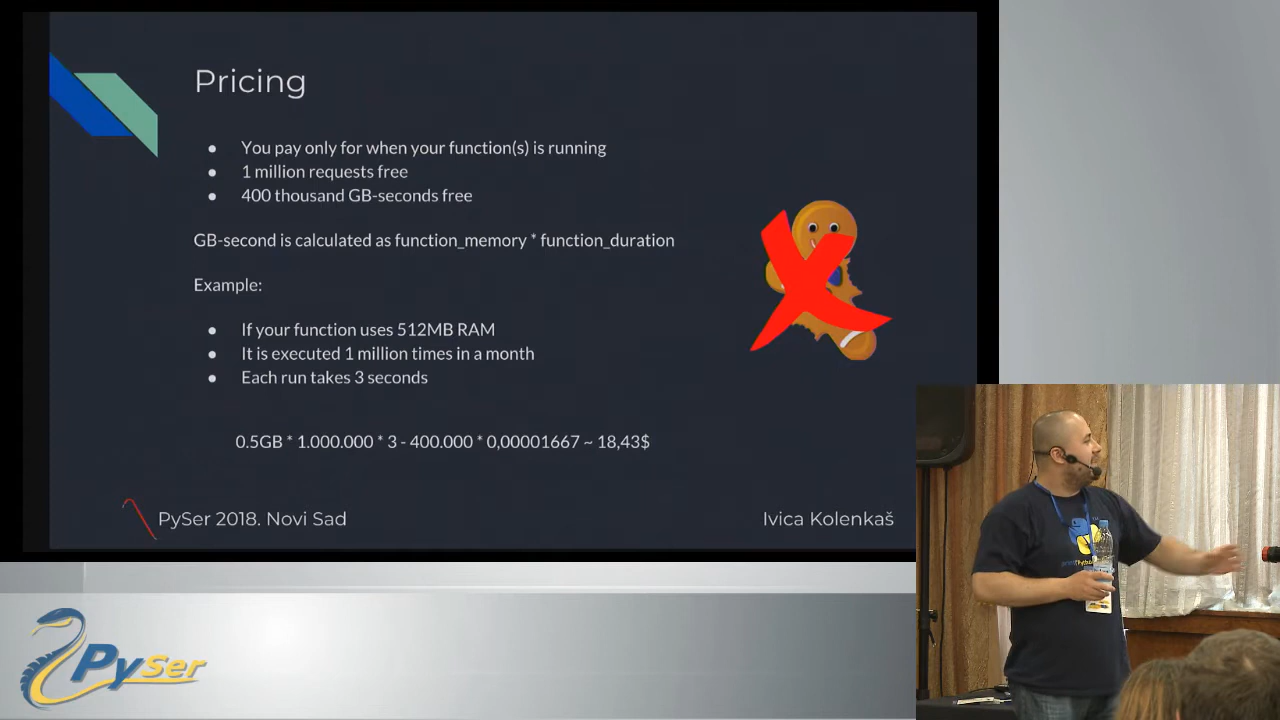 Pricing
● You pay only for when your function(s) is running
● 1 million requests free
● 400 thousand GB-seconds free
GB-second is calculated as function_memory * function_duration
Example:
● If your function uses 512MB RAM
● It is executed 1 million times in a month
● Each run takes 3 seconds
0.5GB * 1.000.000 * 3 - 400.000 * 0,00001667 ~ 18,43$
PySer 2018. Novi Sad
Ivica Kolenkaš
PySer